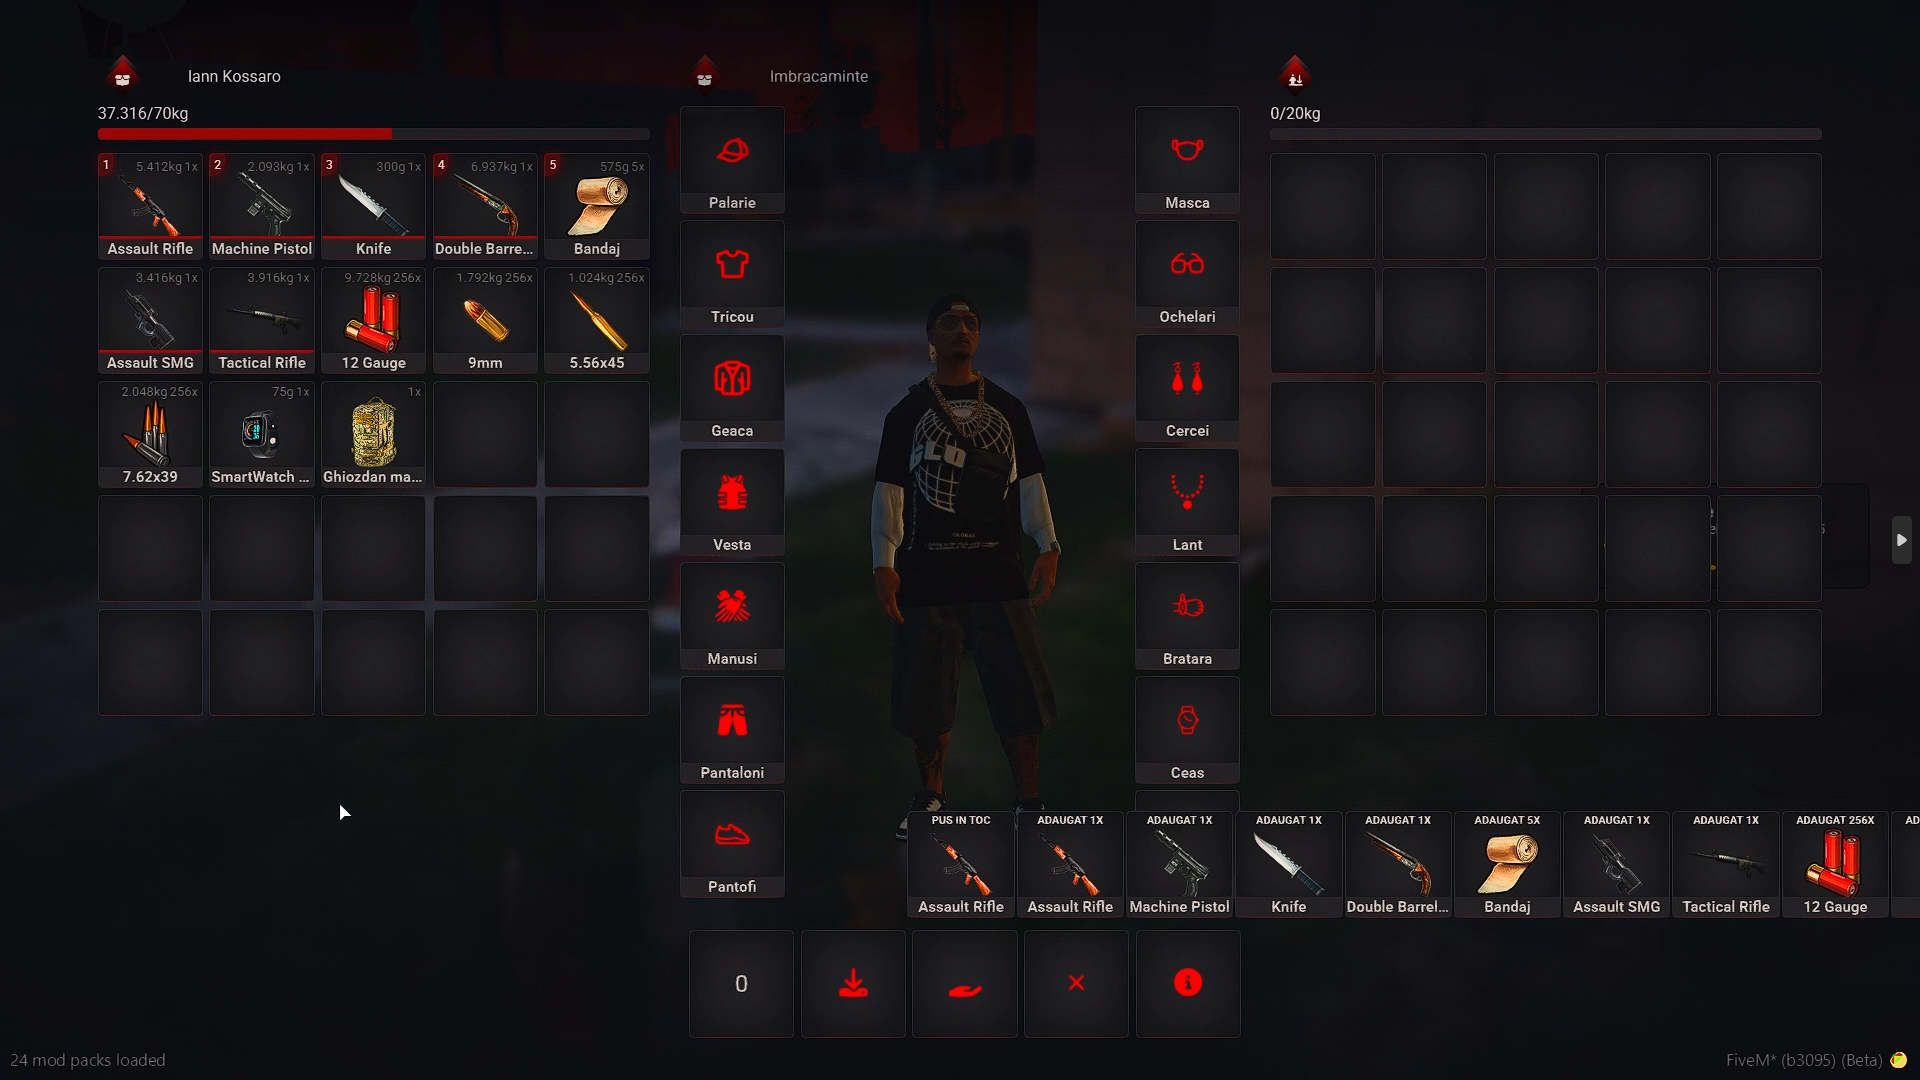 Iann Kossaro
37.316/70kg
1 5.412kg 1x
Assault Rifle
2 2.093kg 1x
Machine Pistol
3 300g 1x
Knife
4 6.937kg 1x
Double Barre...
5 575g 5x
Bandaj
3.416kg 1x
Assault SMG
3.916kg 1x
Tactical Rifle
9.728kg 256x
12 Gauge
1.792kg 256x
9mm
1.024kg 256x
5.56x45
2.048kg 256x
7.62x39
75g 1x
SmartWatch ...
1x
Ghiozdan ma...
Imbracaminte
Palarie
Tricou
Geaca
Vesta
Manusi
Pantaloni
Pantofi
GLO
GLOBAL
Masca
Ochelari
Cercei
Lant
Bratara
Ceas
0/20kg
PUS IN TOC
Assault Rifle
ADAUGAT 1X
Assault Rifle
ADAUGAT 1X
Machine Pistol
ADAUGAT 1X
Knife
ADAUGAT 1X
Double Barrel...
ADAUGAT 5X
Bandaj
ADAUGAT 1X
Assault SMG
ADAUGAT 1X
Tactical Rifle
ADAUGAT 256X
12 Gauge
AD
0
24 mod packs loaded
FiveM* (b3095) (Beta)